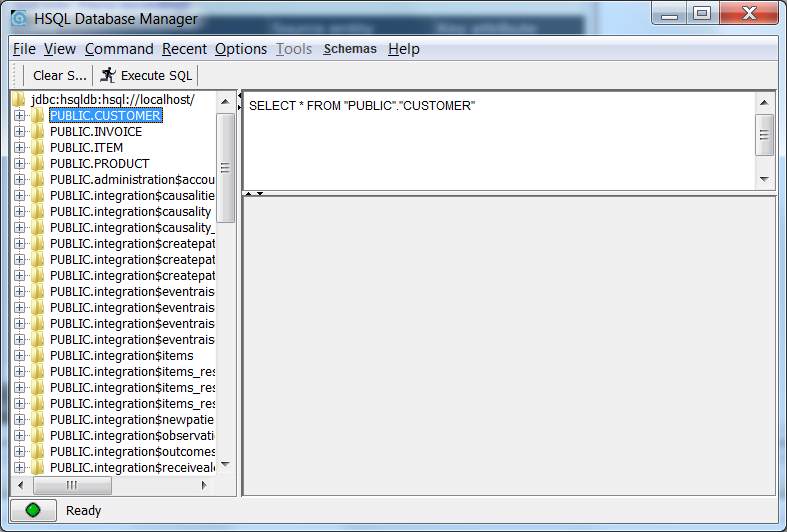 HSQL Database Manager
File View Command Recent Options Tools Schemas Help
Clear S... Execute SQL
jdbc:hsqldb:hsql://localhost/
PUBLIC.CUSTOMER
PUBLIC.INVOICE
PUBLIC.ITEM
PUBLIC.PRODUCT
PUBLIC.administration$accou
PUBLIC.integration$causalitie
PUBLIC.integration$causality
PUBLIC.integration$causality_
PUBLIC.integration$createpat
PUBLIC.integration$createpat
PUBLIC.integration$createpat
PUBLIC.integration$eventrais
PUBLIC.integration$eventrais
PUBLIC.integration$eventrais
PUBLIC.integration$eventrais
PUBLIC.integration$items
PUBLIC.integration$items_res
PUBLIC.integration$items_res
PUBLIC.integration$items_res
PUBLIC.integration$newpatie
PUBLIC.integration$observati
PUBLIC.integration$outcomes
PUBLIC.integration$receiveale
SELECT * FROM "PUBLIC"."CUSTOMER"
Ready